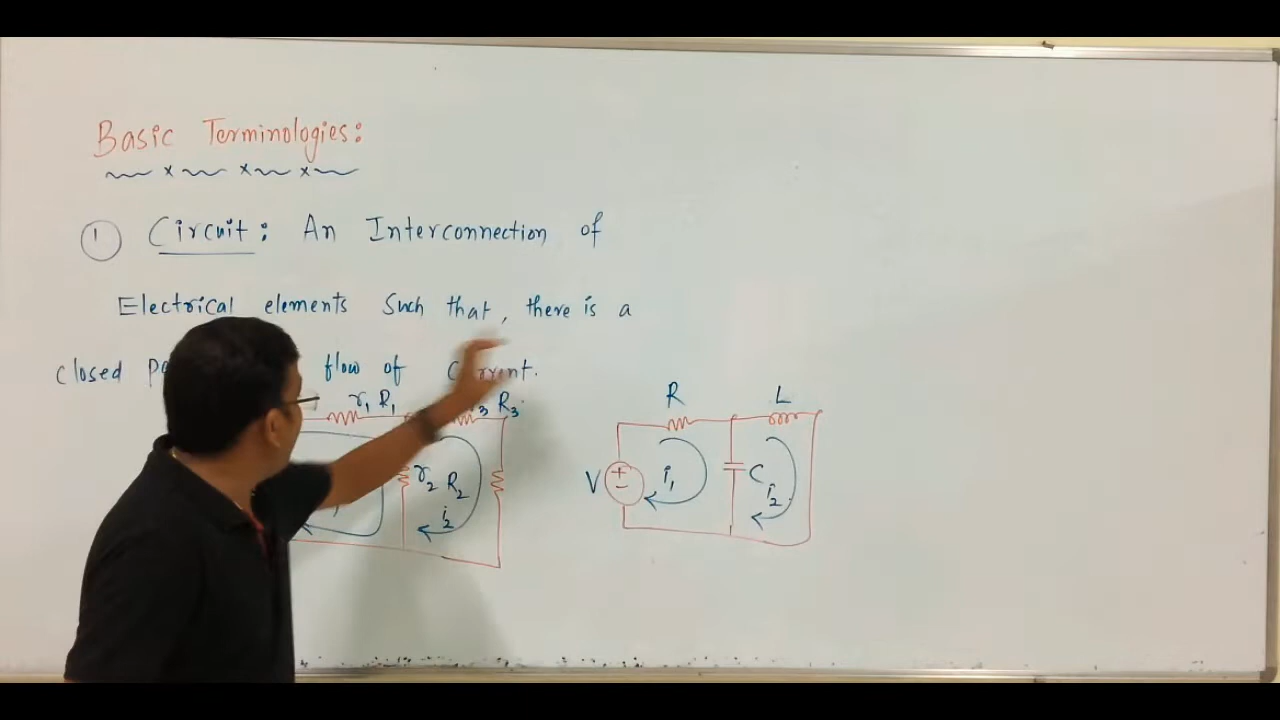 Basic Terminologies:
1 Circuit: An Interconnection of
Electrical elements Such that, there is a
closed flow of Current.
r1 R1 R3
r2 R2
i2
R L
V + - i1 C i2